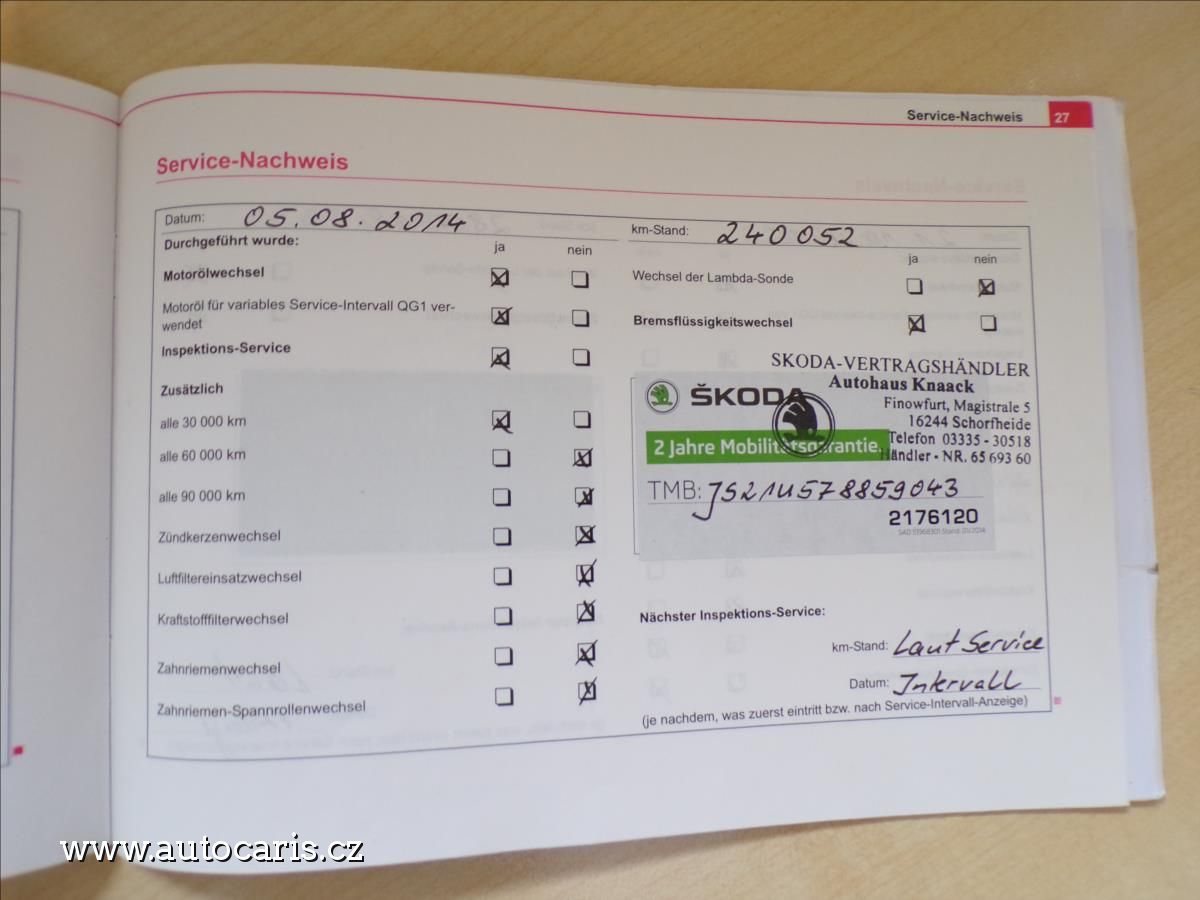 Service-Nachweis 27
Service-Nachweis
Datum: 05.08.2014
Durchgeführt wurde:
ja nein
Motorölwechsel
Motoröl für variables Service-Intervall QG1 ver-
wendet
Inspektions-Service
Zusätzlich
alle 30 000 km
alle 60 000 km
alle 90 000 km
Zündkerzenwechsel
Luftfiltereinsatzwechsel
Kraftstofffilterwechsel
Zahnriemenwechsel
Zahnriemen-Spannrollenwechsel
km-Stand: 240 052
ja nein
Wechsel der Lambda-Sonde
Bremsflüssigkeitswechsel
SKODA-VERTRAGSHÄNDLER
Autohaus Knaack
Finowfurt, Magistrale 5
16244 Schorfheide
Telefon 03335 - 30518
Händler - NR. 65 693 60
ŠKODA
2 Jahre Mobilitätsgarantie.
TMB: JS21U578859043
2176120
Nächster Inspektions-Service:
km-Stand: Laut Service
Datum: Intervall
(je nachdem, was zuerst eintritt bzw. nach Service-Intervall-Anzeige)
www.autocaris.cz